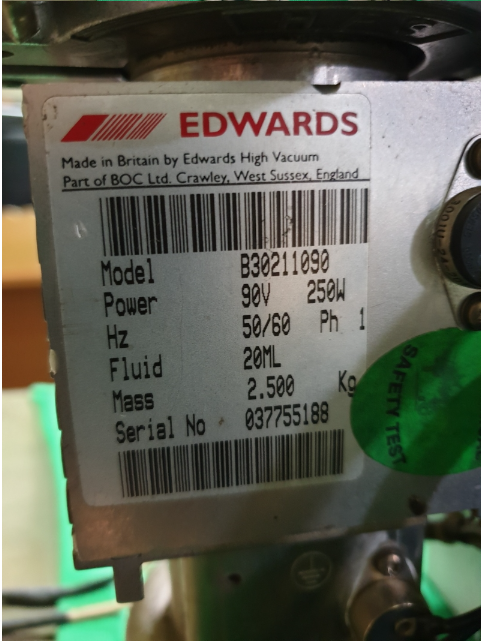 EDWARDS
Made in Britain by Edwards High Vacuum
Part of BOC Ltd. Crawley, West Sussex, England
Model B30211090
Power 90V 250W
Hz 50/60 Ph 1
Fluid 20ML
Mass 2.500 Kg
Serial No 037755188
SAFETY TEST